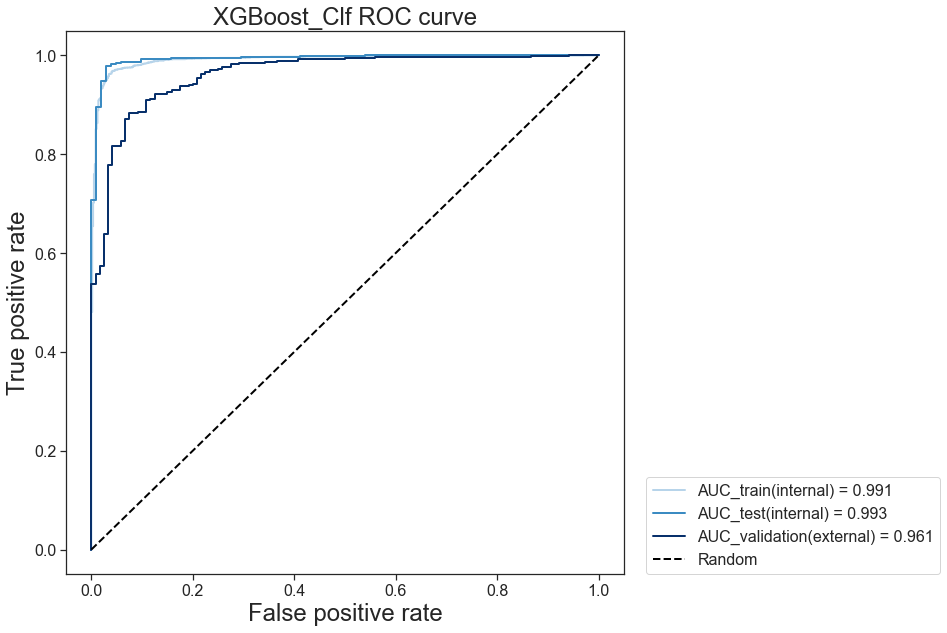 XGBoost_Clf ROC curve
1.0
0.8
0.6
0.4
0.2
0.0
True positive rate
0.0 0.2 0.4 0.6 0.8 1.0
False positive rate
AUC_train(internal) = 0.991
AUC_test(internal) = 0.993
AUC_validation(external) = 0.961
Random